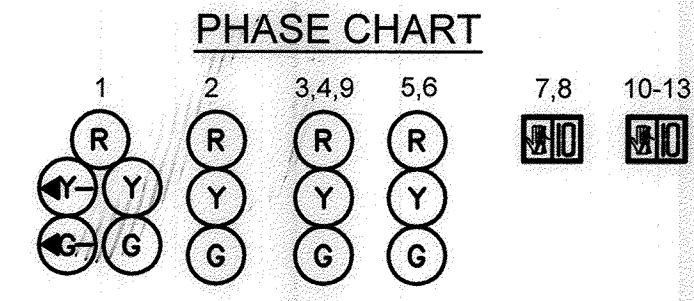 PHASE CHART
1 2 3,4,9 5,6 7,8 10-13
R R R R
Y Y Y Y Y
G G G G G